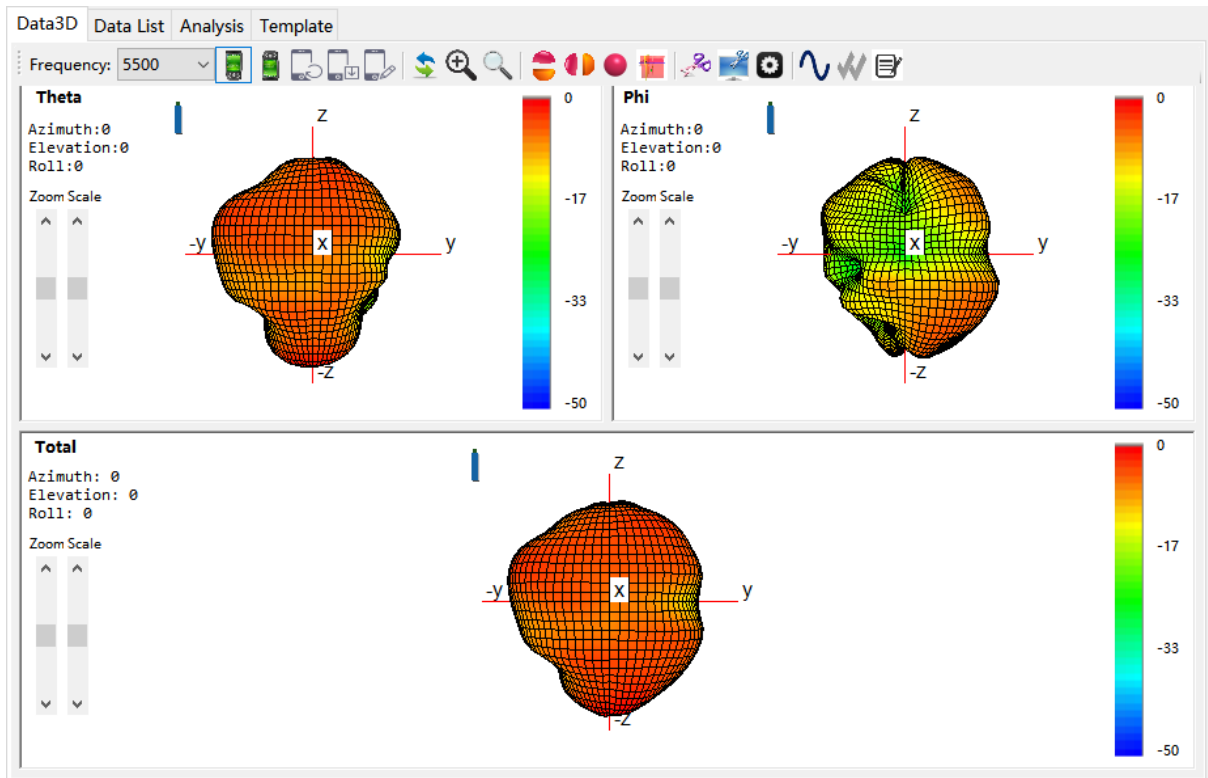 Data3D Data List Analysis Template
Frequency: 5500
Theta
Azimuth:0
Elevation:0
Roll:0
Zoom Scale
z
-y
x
y
-z
0
-17
-33
-50
Phi
Azimuth:0
Elevation:0
Roll:0
Zoom Scale
z
-y
x
y
-z
0
-17
-33
-50
Total
Azimuth: 0
Elevation: 0
Roll: 0
Zoom Scale
z
-y
x
y
-z
0
-17
-33
-50